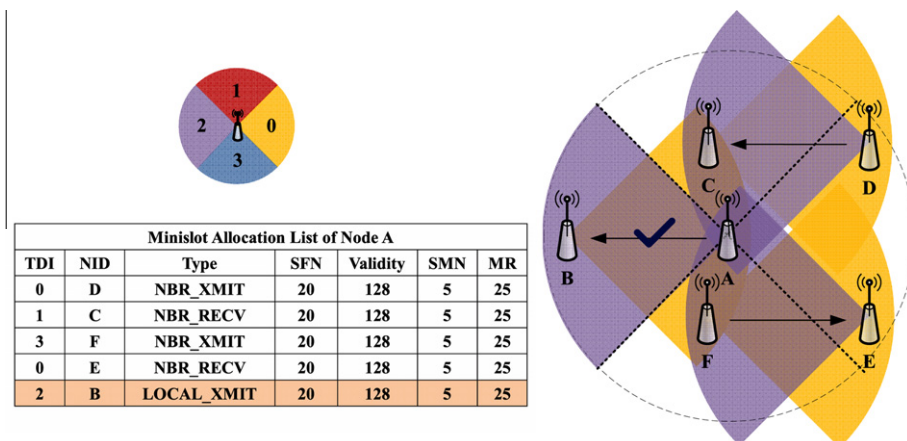 1
2
0
3
Minislot Allocation List of Node A
TDI NID Type SFN Validity SMN MR
0 D NBR_XMIT 20 128 5 25
1 C NBR_RECV 20 128 5 25
3 F NBR_XMIT 20 128 5 25
0 E NBR_RECV 20 128 5 25
2 B LOCAL_XMIT 20 128 5 25
C
D
B
A
F
E